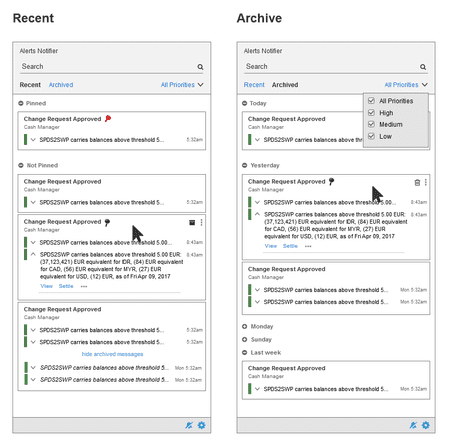 Recent
Alerts Notifier
Search
Recent Archived All Priorities
Pinned
Change Request Approved
Cash Manager
SPDS2SWP carries balances above threshold 5... 5:32am
Not Pinned
Change Request Approved
Cash Manager
SPDS2SWP carries balances above threshold 5... 5:32am
Change Request Approved
Cash Manager
SPDS2SWP carries balances above threshold 5.00... 8:43am
SPDS2SWP carries balances above threshold 5.00 EUR: 8:43am
(37,123,421) EUR equivalent for IDR, (84) EUR equivalent
for CAD, (56) EUR equivalent for MYR, (27) EUR
equivalent for USD, (12) EUR, as of Fri Apr 09, 2017
View Settle ...
Change Request Approved
Cash Manager
SPDS2SWP carries balances above threshold 5... 5:32am
SPDS2SWP carries balances above threshold 5... 5:32am
hide archived messages
SPDS2SWP carries balances above threshold 5... Mon 5:32am
SPDS2SWP carries balances above threshold 5... Mon 5:32am
Archive
Alerts Notifier
Search
Recent Archived All Priorities
All Priorities
High
Medium
Low
Today
Change Request Approved
Cash Manager
SPDS2SWP carries balances above threshold 5... 5:32am
Yesterday
Change Request Approved
Cash Manager
SPDS2SWP carries balances above threshold 5.00... 8:43am
SPDS2SWP carries balances above threshold 5.00 EUR: 8:43am
(37,123,421) EUR equivalent for IDR, (84) EUR equivalent
for CAD, (56) EUR equivalent for MYR, (27) EUR
equivalent for USD, (12) EUR, as of Fri Apr 09, 2017
View Settle ...
Change Request Approved
Cash Manager
SPDS2SWP carries balances above threshold 5... Mon 5:32am
SPDS2SWP carries balances above threshold 5... Mon 5:32am
Monday
Sunday
Last week
Change Request Approved
Cash Manager
SPDS2SWP carries balances above threshold 5... Mon 5:32am